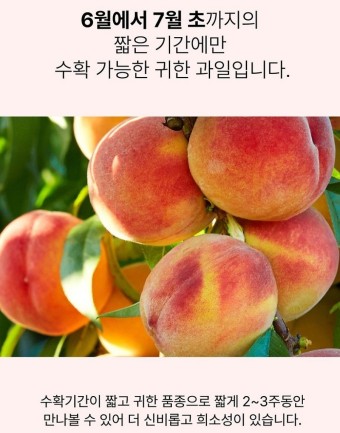 6월에서 7월 초까지의
짧은 기간에만
수확 가능한 귀한 과일입니다.
수확기간이 짧고 귀한 품종으로 짧게 2~3주동안
만나볼 수 있어 더 신비롭고 희소성이 있습니다.